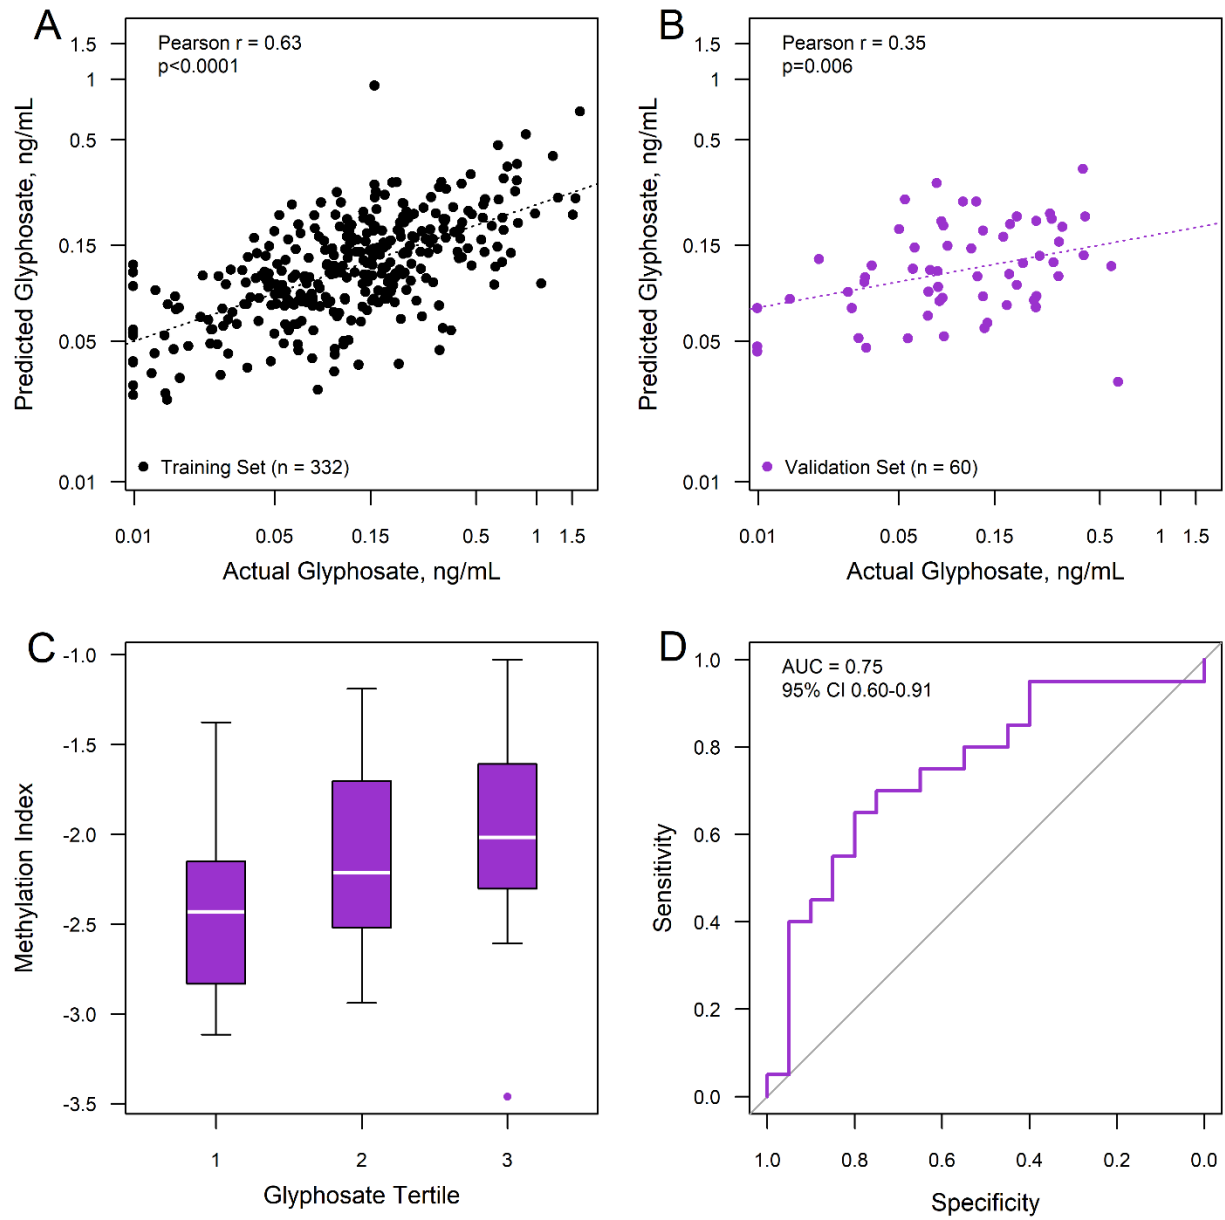 A
Pearson r = 0.63
p<0.0001
1.5
1
0.5
0.15
0.05
0.01
Predicted Glyphosate, ng/mL
Training Set (n = 332)
0.01 0.05 0.15 0.5 1 1.5
Actual Glyphosate, ng/mL
B
Pearson r = 0.35
p=0.006
1.5
1
0.5
0.15
0.05
0.01
Predicted Glyphosate, ng/mL
Validation Set (n = 60)
0.01 0.05 0.15 0.5 1 1.5
Actual Glyphosate, ng/mL
C
-1.0
-1.5
-2.0
-2.5
-3.0
-3.5
Methylation Index
1 2 3
Glyphosate Tertile
D
AUC = 0.75
95% CI 0.60-0.91
1.0
0.8
0.6
0.4
0.2
0.0
Sensitivity
1.0 0.8 0.6 0.4 0.2 0.0
Specificity